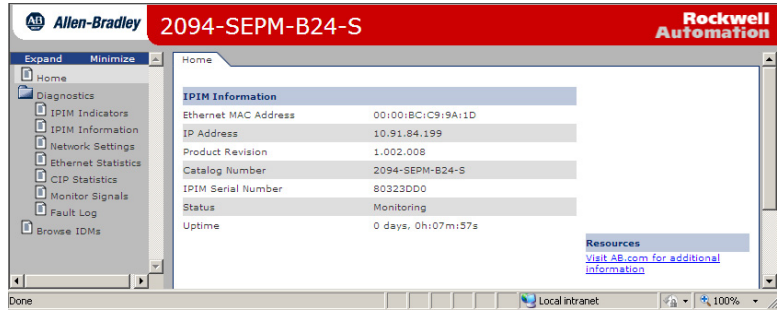 AB Allen-Bradley 2094-SEPM-B24-S Rockwell Automation
Expand Minimize
Home
Diagnostics
IPIM Indicators
IPIM Information
Network Settings
Ethernet Statistics
CIP Statistics
Monitor Signals
Fault Log
Browse IDMs
Home
IPIM Information
Ethernet MAC Address 00:00:BC:C9:9A:1D
IP Address 10.91.84.199
Product Revision 1.002.008
Catalog Number 2094-SEPM-B24-S
IPIM Serial Number 80323DD0
Status Monitoring
Uptime 0 days, 0h:07m:57s
Resources
Visit AB.com for additional
information
Done Local intranet 100%